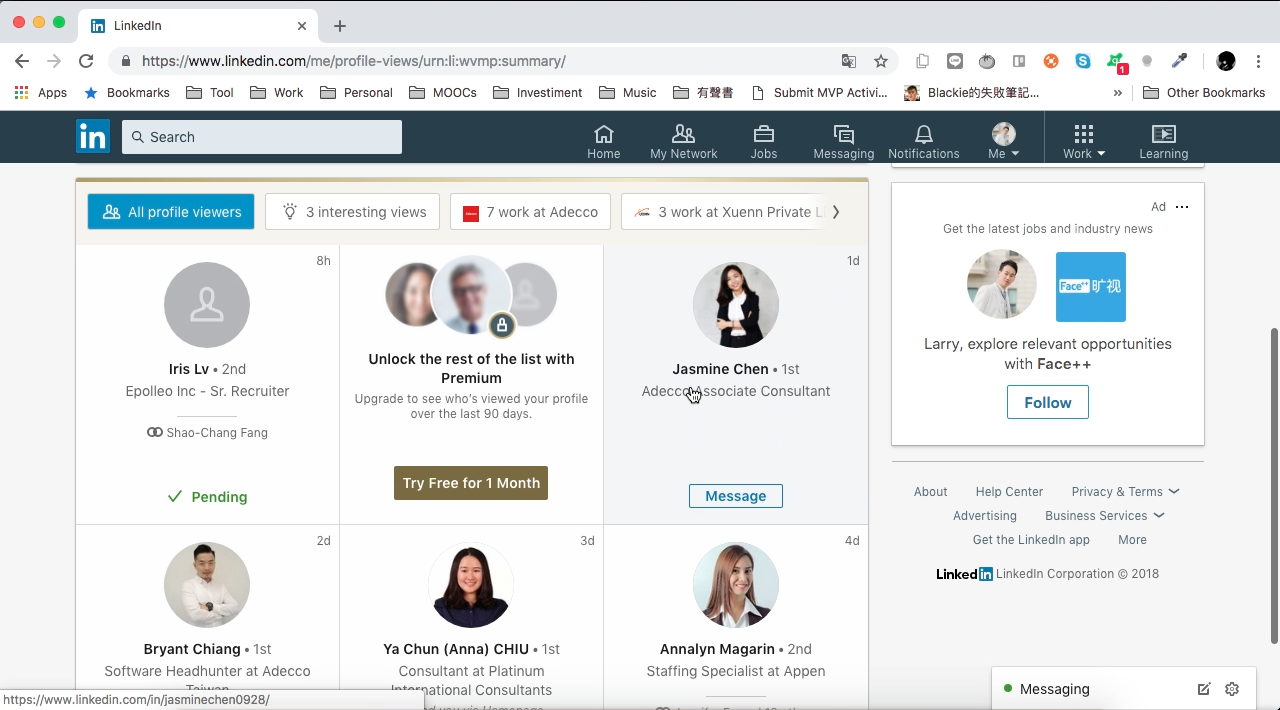 LinkedIn
https://www.linkedin.com/me/profile-views/urn:li:wvmp:summary/
1
Apps Bookmarks Tool Work Personal MOOCs Investiment Music 有聲書 Submit MVP Activi... Blackie的失敗筆記... » Other Bookmarks
in Search Home My Network Jobs Messaging Notifications Me Work Learning
All profile viewers 3 interesting views 7 work at Adecco 3 work at Xuenn Private L
8h
Iris Lv • 2nd
Epolleo Inc - Sr. Recruiter
Shao-Chang Fang
Pending
Unlock the rest of the list with
Premium
Upgrade to see who's viewed your profile
over the last 90 days.
Try Free for 1 Month
1d
Jasmine Chen • 1st
Adecco Associate Consultant
Message
2d
Bryant Chiang • 1st
Software Headhunter at Adecco
Taiwan
3d
Ya Chun (Anna) CHIU • 1st
Consultant at Platinum
International Consultants
4d
Annalyn Magarin • 2nd
Staffing Specialist at Appen
Ad
Get the latest jobs and industry news
Face++ 旷视
Larry, explore relevant opportunities
with Face++
Follow
About Help Center Privacy & Terms
Advertising Business Services
Get the LinkedIn app More
LinkedIn LinkedIn Corporation © 2018
Messaging
https://www.linkedin.com/in/jasminechen0928/